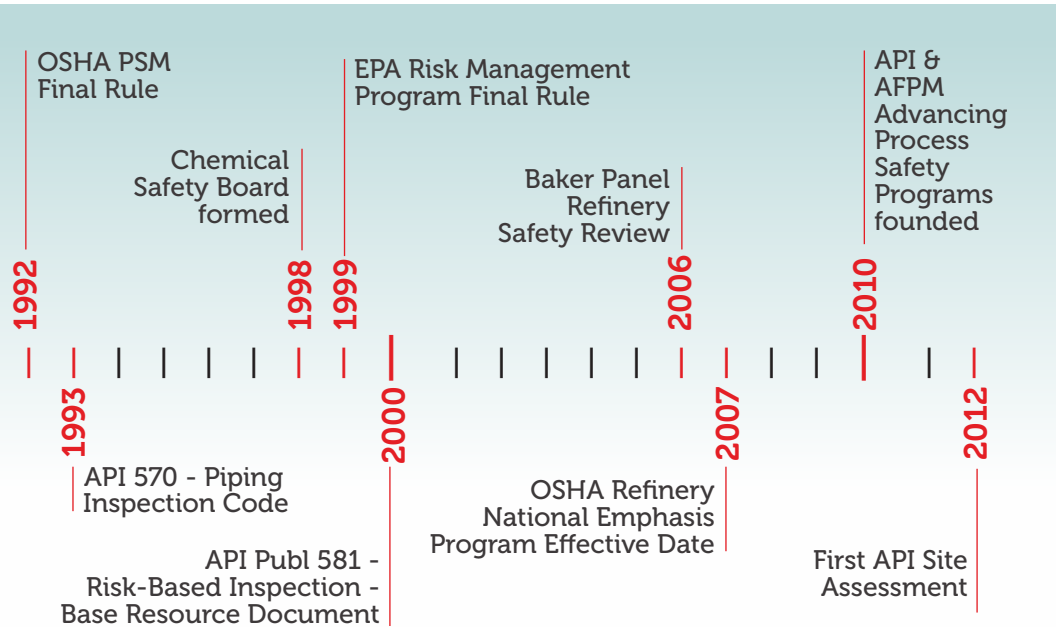 OSHA PSM
Final Rule
EPA Risk Management
Program Final Rule
API &
AFPM
Advancing
Process
Safety
Programs
founded
Chemical
Safety Board
formed
Baker Panel
Refinery
Safety Review
1992
1998
1999
2006
2010
1993
2000
2007
2012
API 570 - Piping
Inspection Code
OSHA Refinery
National Emphasis
Program Effective Date
API Publ 581 -
Risk-Based Inspection -
Base Resource Document
First API Site
Assessment